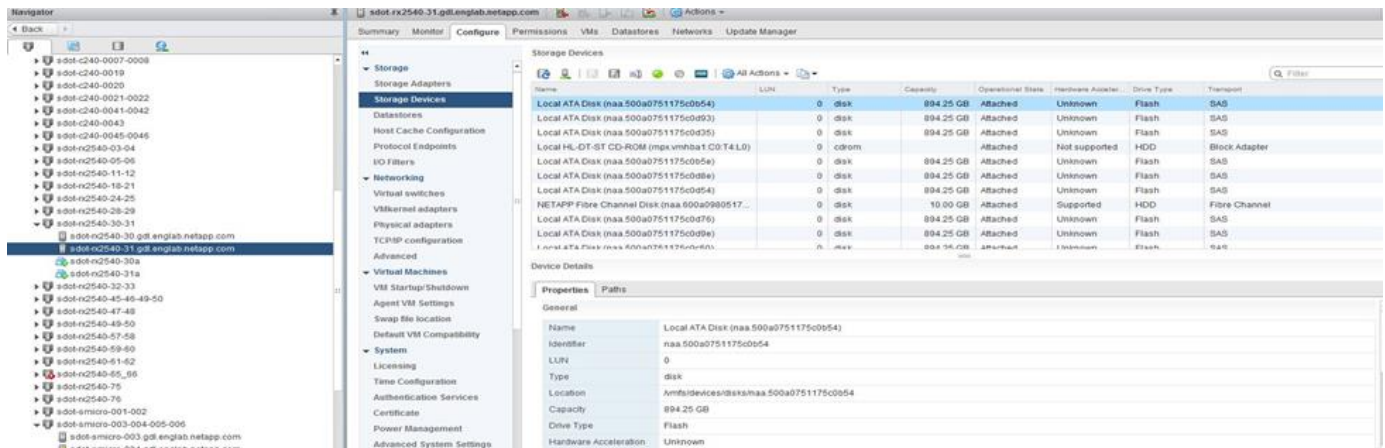 Navigator
Back
sdot-c240-0007-0008
sdot-c240-0019
sdot-c240-0020
sdot-c240-0021-0022
sdot-c240-0041-0042
sdot-c240-0043
sdot-c240-0045-0046
sdot-rx2540-03-04
sdot-rx2540-05-06
sdot-rx2540-11-12
sdot-rx2540-18-21
sdot-rx2540-24-25
sdot-rx2540-28-29
sdot-rx2540-30-31
sdot-rx2540-30.gdl.englab.netapp.com
sdot-rx2540-31.gdl.englab.netapp.com
sdot-rx2540-30a
sdot-rx2540-31a
sdot-rx2540-32-33
sdot-rx2540-45-46-49-50
sdot-rx2540-47-48
sdot-rx2540-49-50
sdot-rx2540-57-58
sdot-rx2540-59-60
sdot-rx2540-61-62
sdot-rx2540-65_66
sdot-rx2540-75
sdot-rx2540-76
sdot-smicro-001-002
sdot-smicro-003-004-005-006
sdot-smicro-003.gdl.englab.netapp.com
sdot-rx2540-31.gdl.englab.netapp.com Actions
Summary Monitor Configure Permissions VMs Datastores Networks Update Manager
Storage
Storage Adapters
Storage Devices
Datastores
Host Cache Configuration
Protocol Endpoints
I/O Filters
Networking
Virtual switches
VMkernel adapters
Physical adapters
TCP/IP configuration
Advanced
Virtual Machines
VM Startup/Shutdown
Agent VM Settings
Swap file location
Default VM Compatibility
System
Licensing
Time Configuration
Authentication Services
Certificate
Power Management
Advanced System Settings
Storage Devices
All Actions
Filter
Name LUN Type Capacity Operational State Hardware Acceler... Drive Type Transport
Local ATA Disk (naa.500a0751175c0b54) 0 disk 894.25 GB Attached Unknown Flash SAS
Local ATA Disk (naa.500a0751175c0d93) 0 disk 894.25 GB Attached Unknown Flash SAS
Local ATA Disk (naa.500a0751175c0d35) 0 disk 894.25 GB Attached Unknown Flash SAS
Local HL-DT-ST CD-ROM (mpx.vmhba1:C0:T4:L0) 0 cdrom Attached Not supported HDD Block Adapter
Local ATA Disk (naa.500a0751175c0b5e) 0 disk 894.25 GB Attached Unknown Flash SAS
Local ATA Disk (naa.500a0751175c0d8e) 0 disk 894.25 GB Attached Unknown Flash SAS
Local ATA Disk (naa.500a0751175c0d54) 0 disk 894.25 GB Attached Unknown Flash SAS
NETAPP Fibre Channel Disk (naa.600a0980517... 0 disk 10.00 GB Attached Supported HDD Fibre Channel
Local ATA Disk (naa.500a0751175c0d76) 0 disk 894.25 GB Attached Unknown Flash SAS
Local ATA Disk (naa.500a0751175c0d9e) 0 disk 894.25 GB Attached Unknown Flash SAS
Device Details
Properties Paths
General
Name Local ATA Disk (naa.500a0751175c0b54)
Identifier naa.500a0751175c0b54
LUN 0
Type disk
Location /vmfs/devices/disks/naa.500a0751175c0b54
Capacity 894.25 GB
Drive Type Flash
Hardware Acceleration Unknown